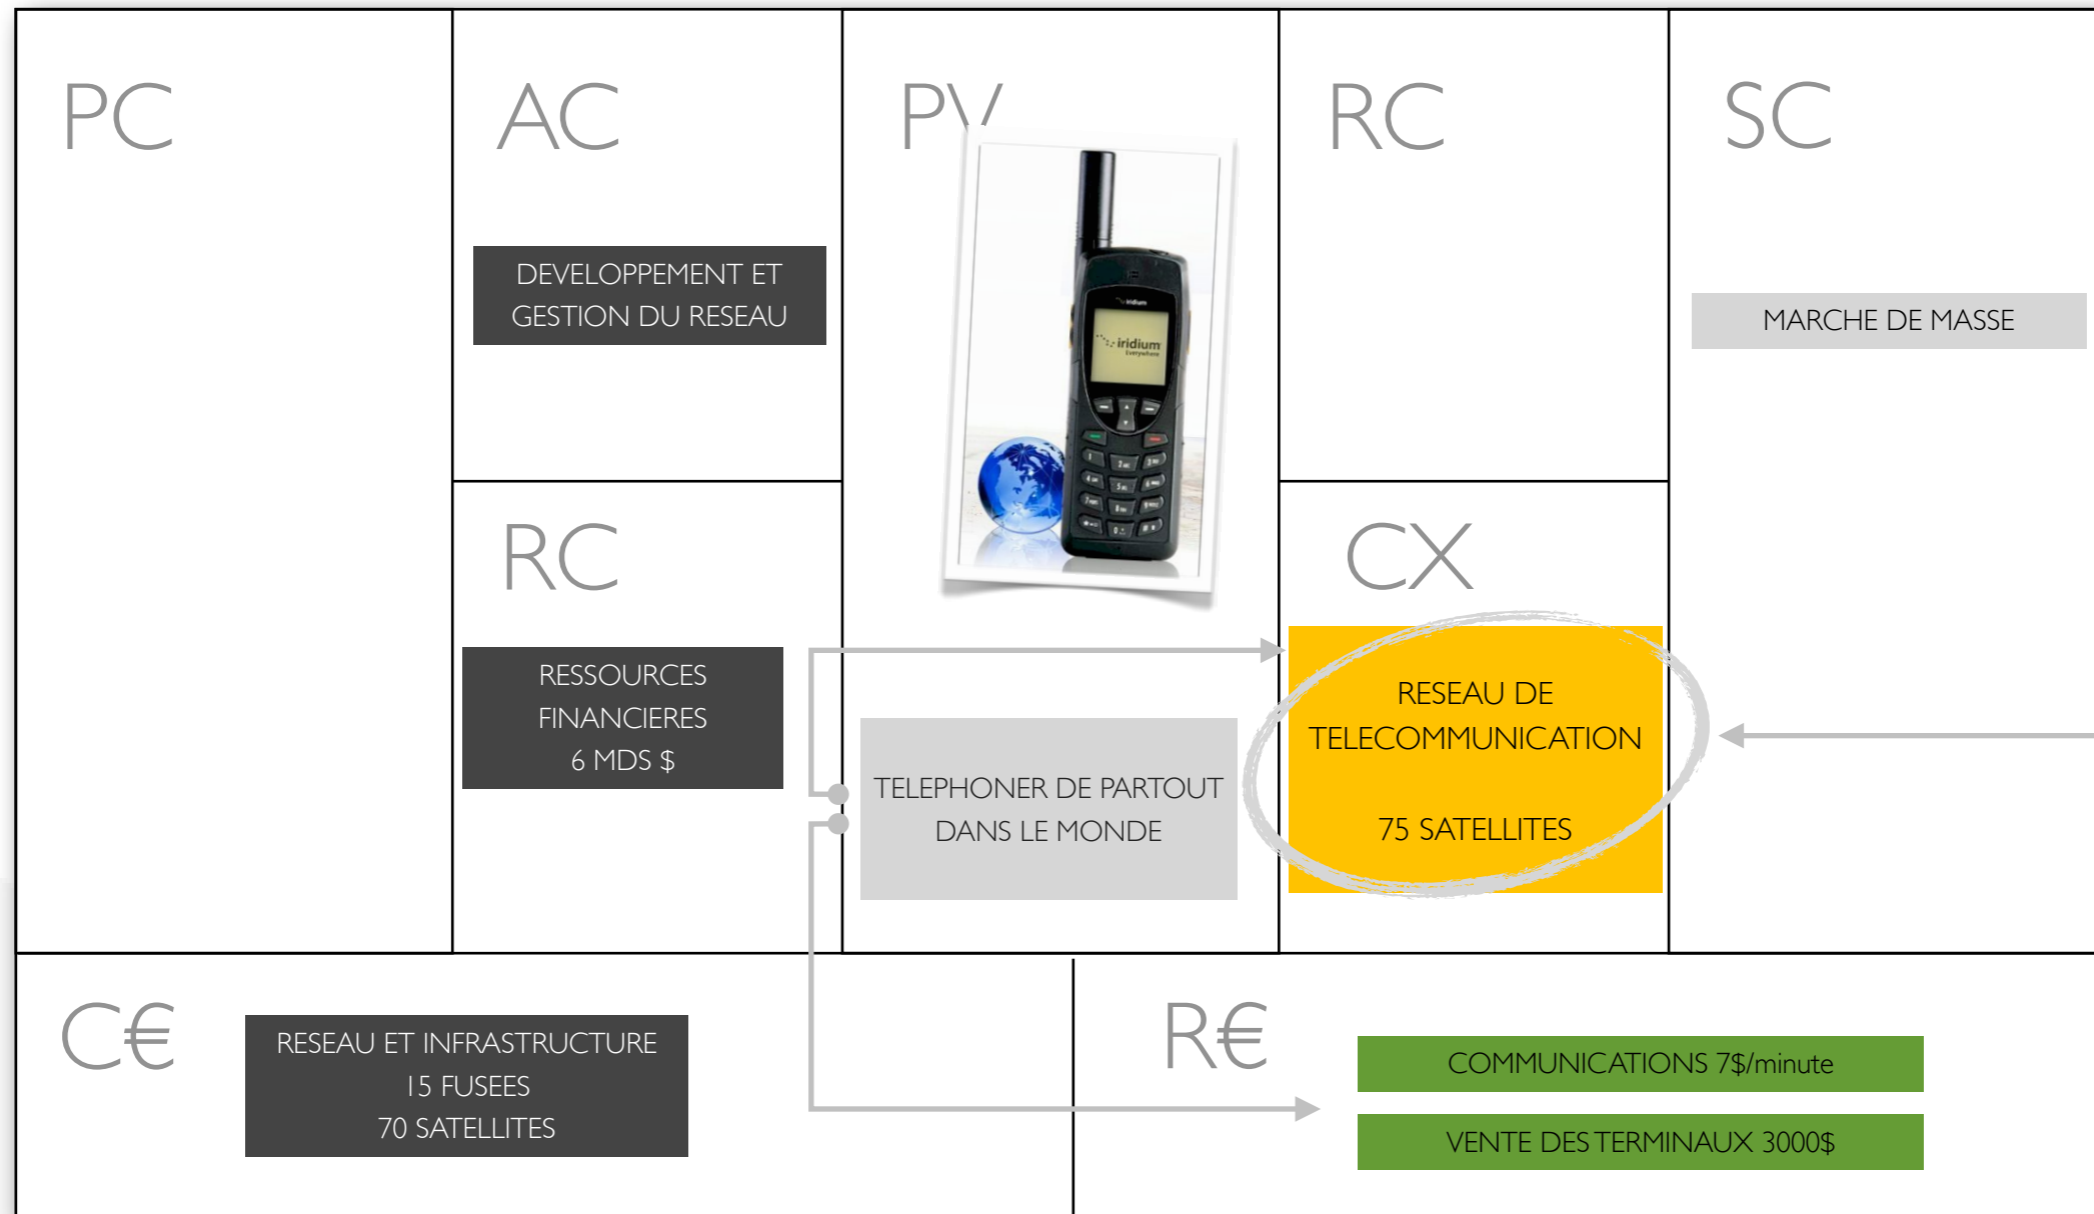 PC
AC
PV
RC
SC
DEVELOPPEMENT ET
GESTION DU RESEAU
iridium
iridium
Everywhere
MARCHE DE MASSE
RC
CX
RESSOURCES
FINANCIERES
6 MDS $
TELEPHONER DE PARTOUT
DANS LE MONDE
RESEAU DE
TELECOMMUNICATION
75 SATELLITES
C€
RESEAU ET INFRASTRUCTURE
15 FUSEES
70 SATELLITES
R€
COMMUNICATIONS 7$/minute
VENTE DES TERMINAUX 3000$